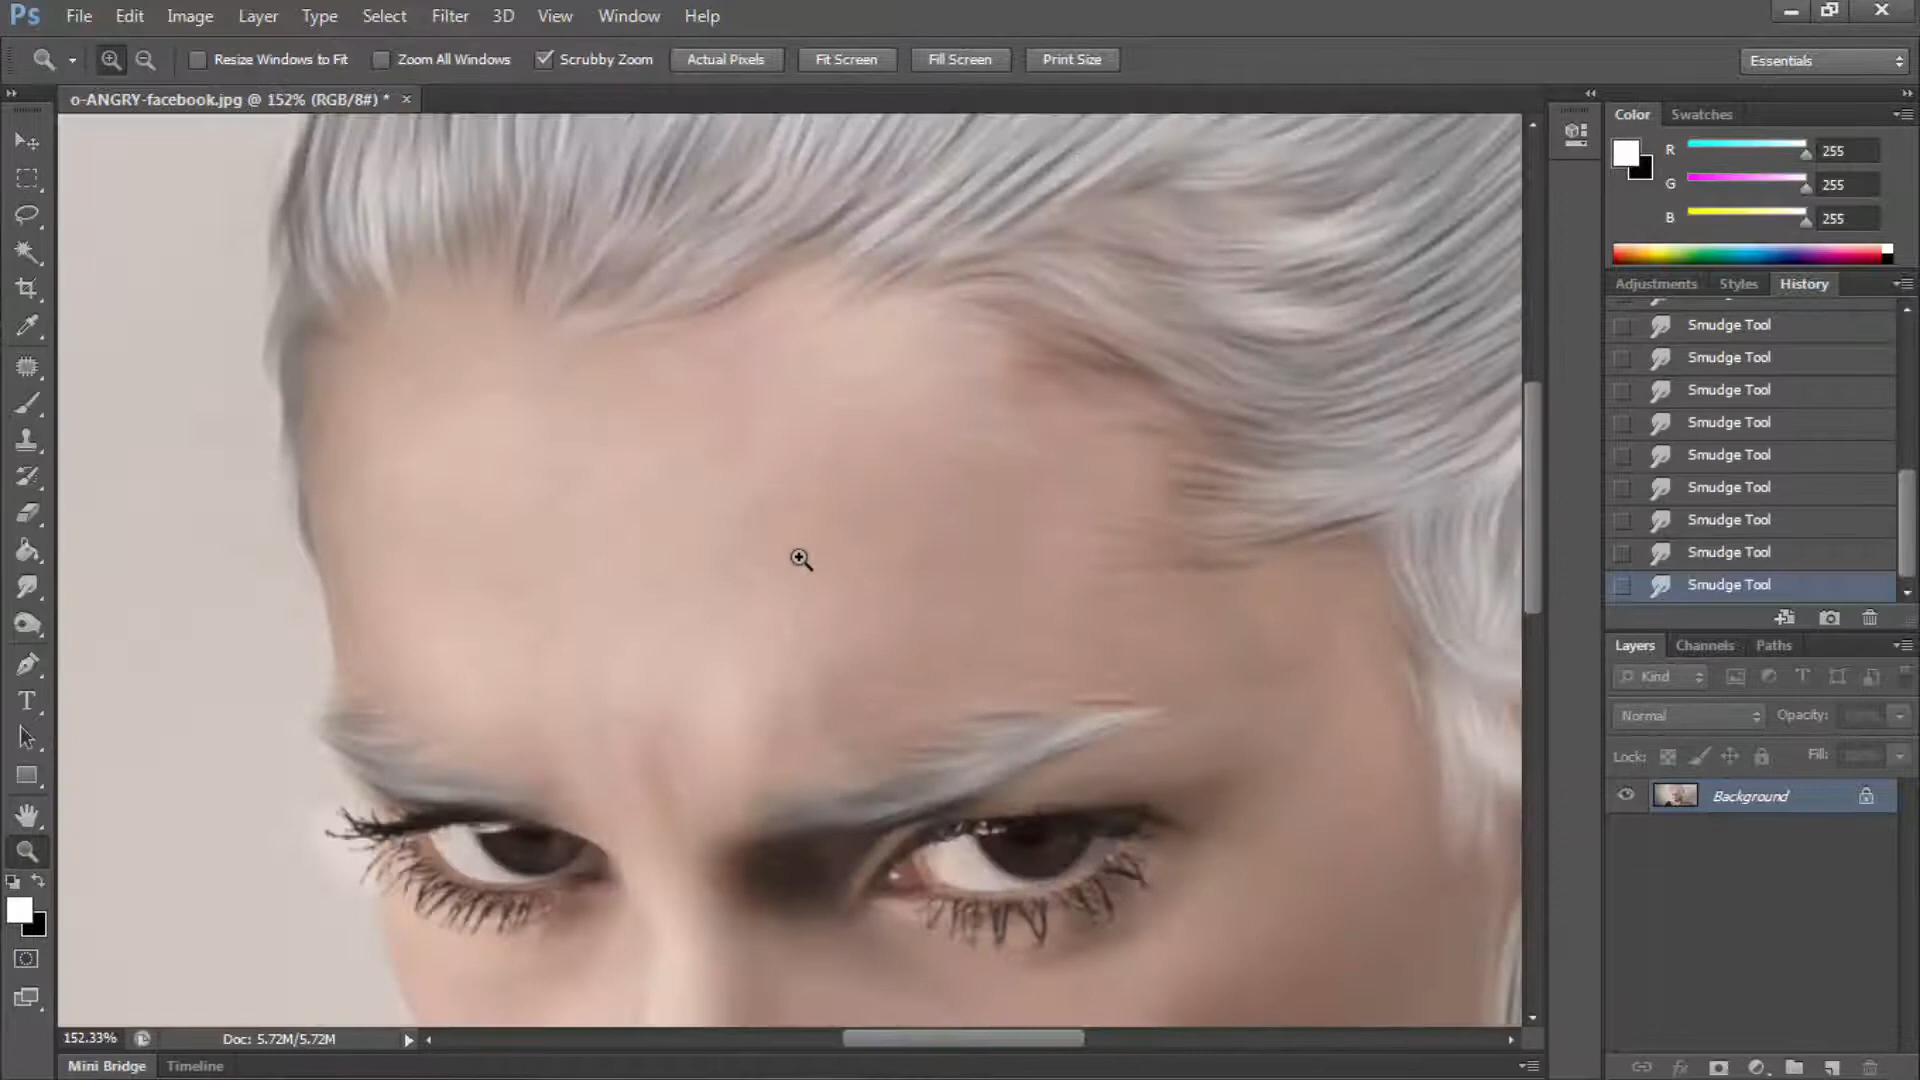 Ps File Edit Image Layer Type Select Filter 3D View Window Help
Resize Windows to Fit Zoom All Windows Scrubby Zoom Actual Pixels Fit Screen Fill Screen Print Size Essentials
o-ANGRY-facebook.jpg @ 152% (RGB/8#) * ×
Color Swatches
R 255
G 255
B 255
Adjustments Styles History
Smudge Tool
Smudge Tool
Smudge Tool
Smudge Tool
Smudge Tool
Smudge Tool
Smudge Tool
Smudge Tool
Smudge Tool
Layers Channels Paths
Kind
Normal Opacity:
Lock: Fill:
Background
152.33% Doc: 5.72M/5.72M
Mini Bridge Timeline